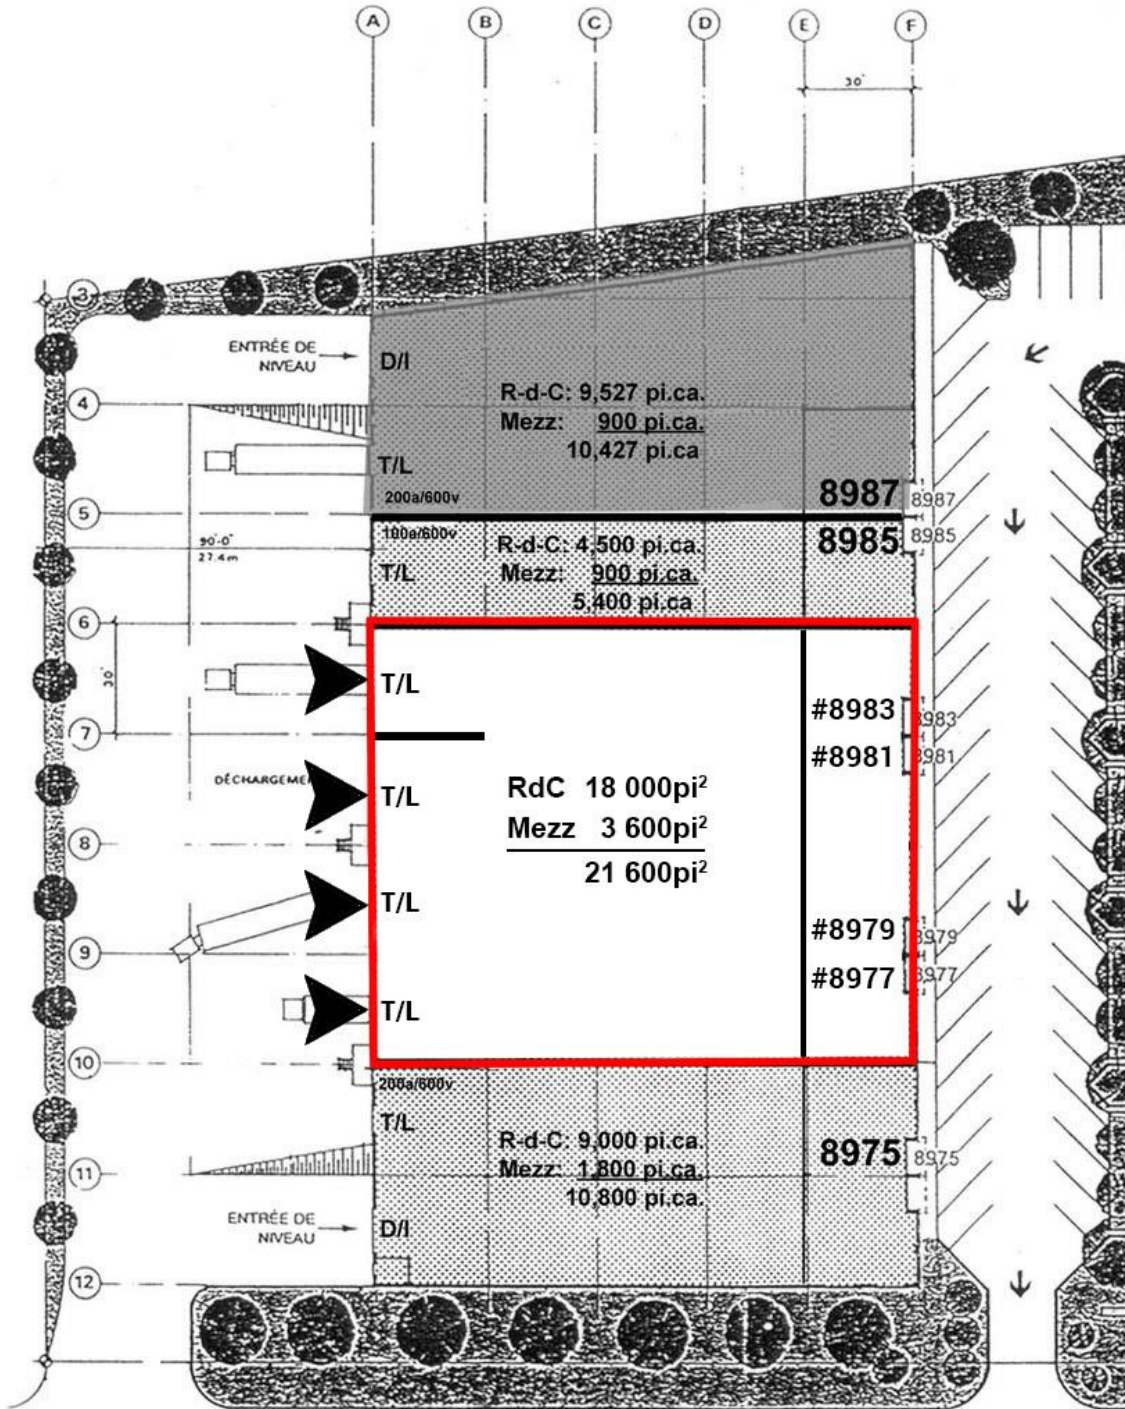 A B C D E F
30'
3
ENTRÉE DE
NIVEAU
D/I
4
R-d-C: 9,527 pi.ca.
Mezz: 900 pi.ca.
10,427 pi.ca
T/L
200a/600v
8987
8987
5
100a/600v
8985
8985
90'-0"
27.4m
R-d-C: 4,500 pi.ca.
Mezz: 900 pi.ca.
5,400 pi.ca
T/L
6
30'
T/L
#8983
8983
7
#8981
8981
DÉCHARGEME
T/L
RdC 18 000pi²
Mezz 3 600pi²
21 600pi²
8
T/L
#8979
8979
9
#8977
8977
T/L
10
200a/600v
T/L
R-d-C: 9,000 pi.ca.
Mezz: 1,800 pi.ca.
10,800 pi.ca.
8975
8975
11
ENTRÉE DE
NIVEAU
D/I
12